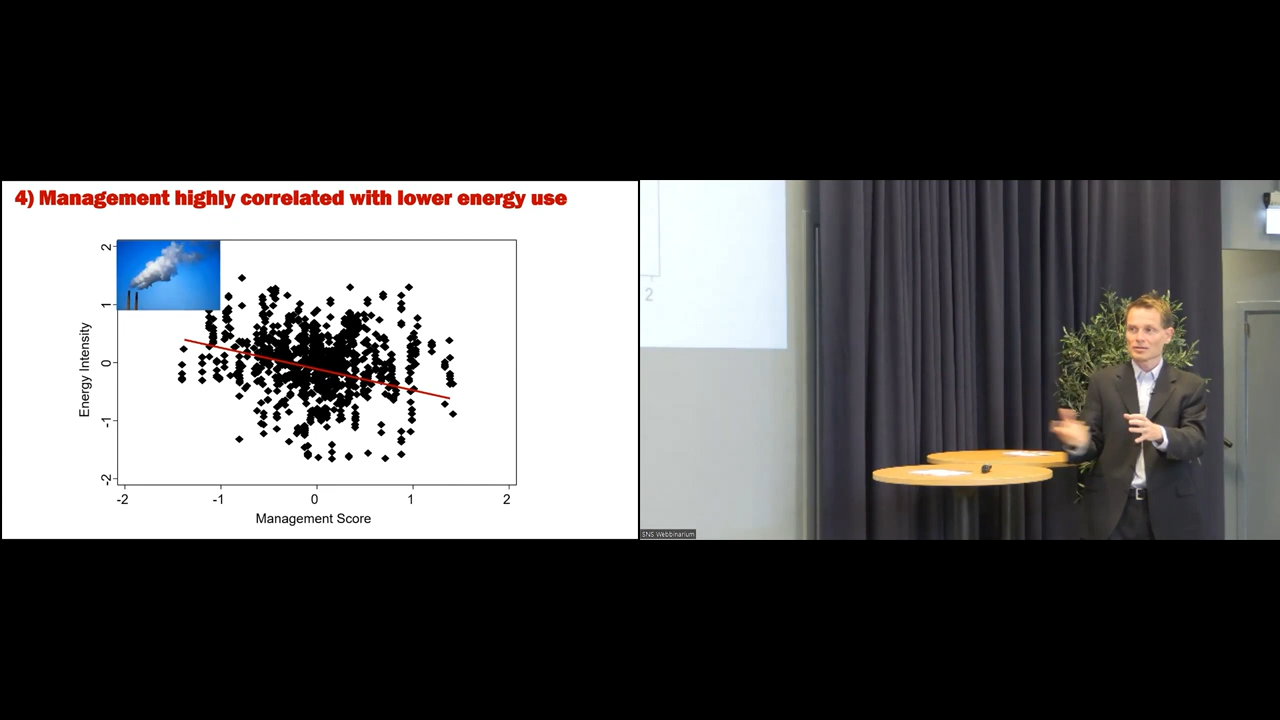 4) Management highly correlated with lower energy use
2
1
0
-1
-2
Energy Intensity
-2 -1 0 1 2
Management Score
2
SNS Webbinarium